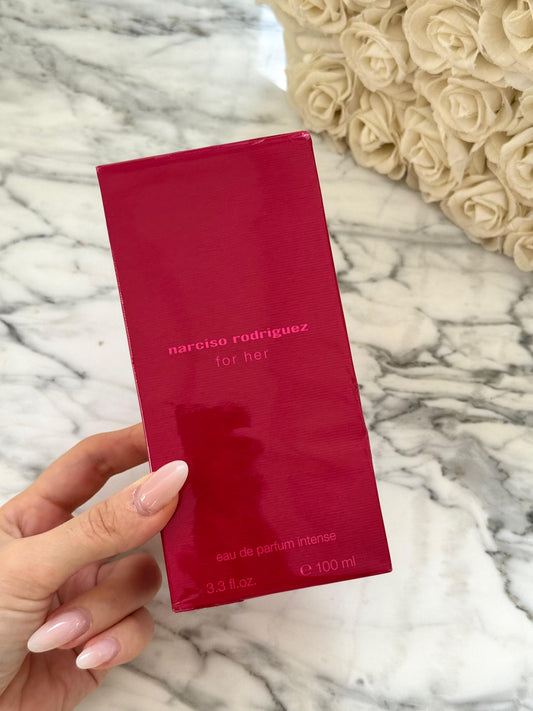 narciso rodriguez
for her
eau de parfum intense
3.3 fl.oz. ℮ 100 ml